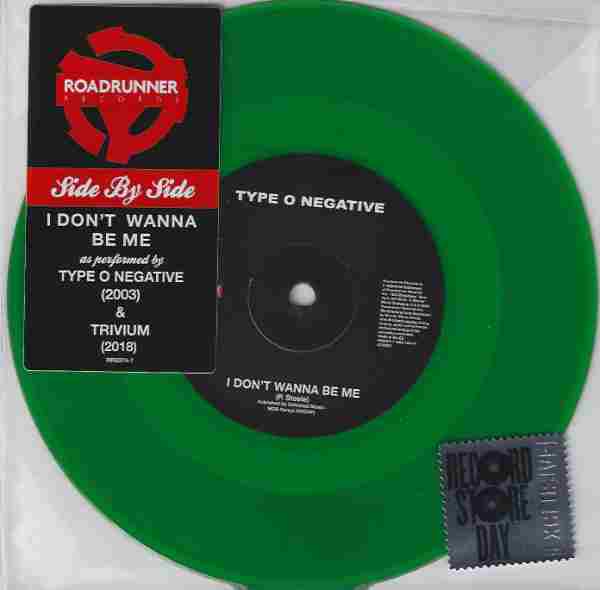 ROADRUNNER
RECORDS
Side By Side
I DON'T WANNA
BE ME
as performed by
TYPE O NEGATIVE
(2003)
&
TRIVIUM
(2018)
TYPE O NEGATIVE
I DON'T WANNA BE ME
(P. Steele)
RECORD
STORE
DAY
EXCLUSIVE